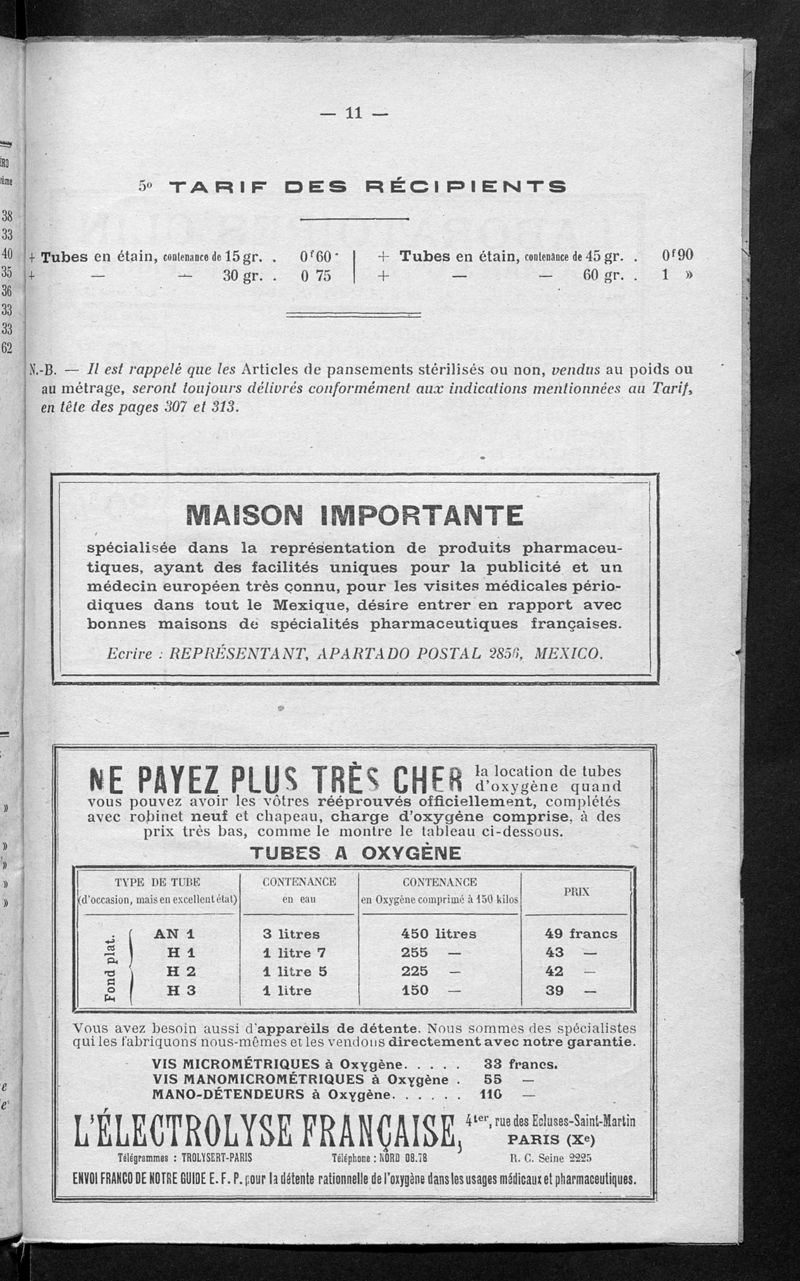 — 11 —
5º TARIF DES RÉCIPIENTS
+ Tubes en étain, contenance de 15 gr. . 0ᶠ60
+ — — 30 gr. . 0 75
+ Tubes en étain, contenance de 45 gr. . 0ᶠ90
+ — — 60 gr. . 1 »
N.-B. — Il est rappelé que les Articles de pansements stérilisés ou non, vendus au poids ou
au métrage, seront toujours délivrés conformément aux indications mentionnées au Tarif,
en tête des pages 307 et 313.
MAISON IMPORTANTE
spécialisée dans la représentation de produits pharmaceu-
tiques, ayant des facilités uniques pour la publicité et un
médecin européen très connu, pour les visites médicales pério-
diques dans tout le Mexique, désire entrer en rapport avec
bonnes maisons de spécialités pharmaceutiques françaises.
Ecrire : REPRÉSENTANT, APARTADO POSTAL 2856, MEXICO.
NE PAYEZ PLUS TRÈS CHER la location de tubes
d'oxygène quand
vous pouvez avoir les vôtres rééprouvés officiellement, complétés
avec robinet neuf et chapeau, charge d'oxygène comprise, à des
prix très bas, comme le montre le tableau ci-dessous.
TUBES A OXYGÈNE
TYPE DE TUBE CONTENANCE CONTENANCE PRIX
(d'occasion, mais en excellent état) en eau en Oxygène comprimé à 150 kilos
Fond plat.
AN 1 3 litres 450 litres 49 francs
H 1 1 litre 7 255 — 43 —
H 2 1 litre 5 225 — 42 —
H 3 1 litre 150 — 39 —
Vous avez besoin aussi d'appareils de détente. Nous sommes des spécialistes
qui les fabriquons nous-mêmes et les vendons directement avec notre garantie.
VIS MICROMÉTRIQUES à Oxygène. . . . . 33 francs.
VIS MANOMICROMÉTRIQUES à Oxygène . 55 —
MANO-DÉTENDEURS à Oxygène. . . . . . 110 —
L'ÉLECTROLYSE FRANÇAISE, 4ᵗᵉʳ, rue des Ecluses-Saint-Martin
PARIS (Xᵉ)
Télégrammes : TROLYSERT-PARIS Téléphone : NORD 08.78 R. C. Seine 2225
ENVOI FRANCO DE NOTRE GUIDE E. F. P. pour la détente rationnelle de l'oxygène dans les usages médicaux et pharmaceutiques.
38
33
40
35
36
33
33
62